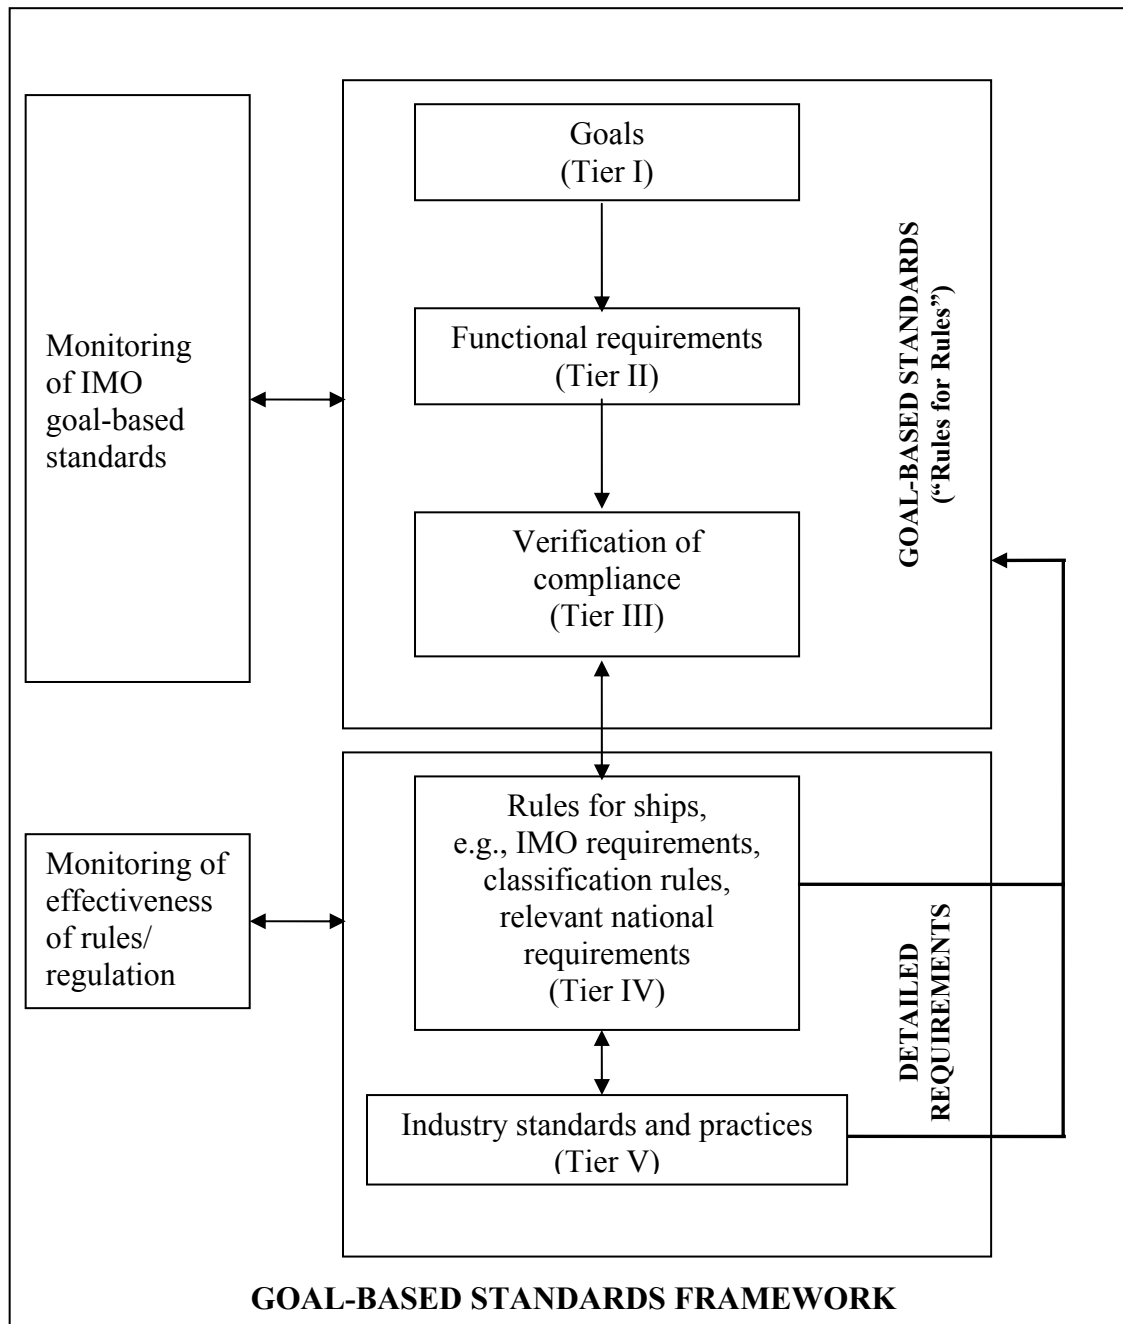 Goals
(Tier I)
Functional requirements
(Tier II)
Verification of
compliance
(Tier III)
GOAL-BASED STANDARDS
(“Rules for Rules”)
Monitoring
of IMO
goal-based
standards
Rules for ships,
e.g., IMO requirements,
classification rules,
relevant national
requirements
(Tier IV)
Industry standards and practices
(Tier V)
DETAILED
REQUIREMENTS
Monitoring of
effectiveness
of rules/
regulation
GOAL-BASED STANDARDS FRAMEWORK